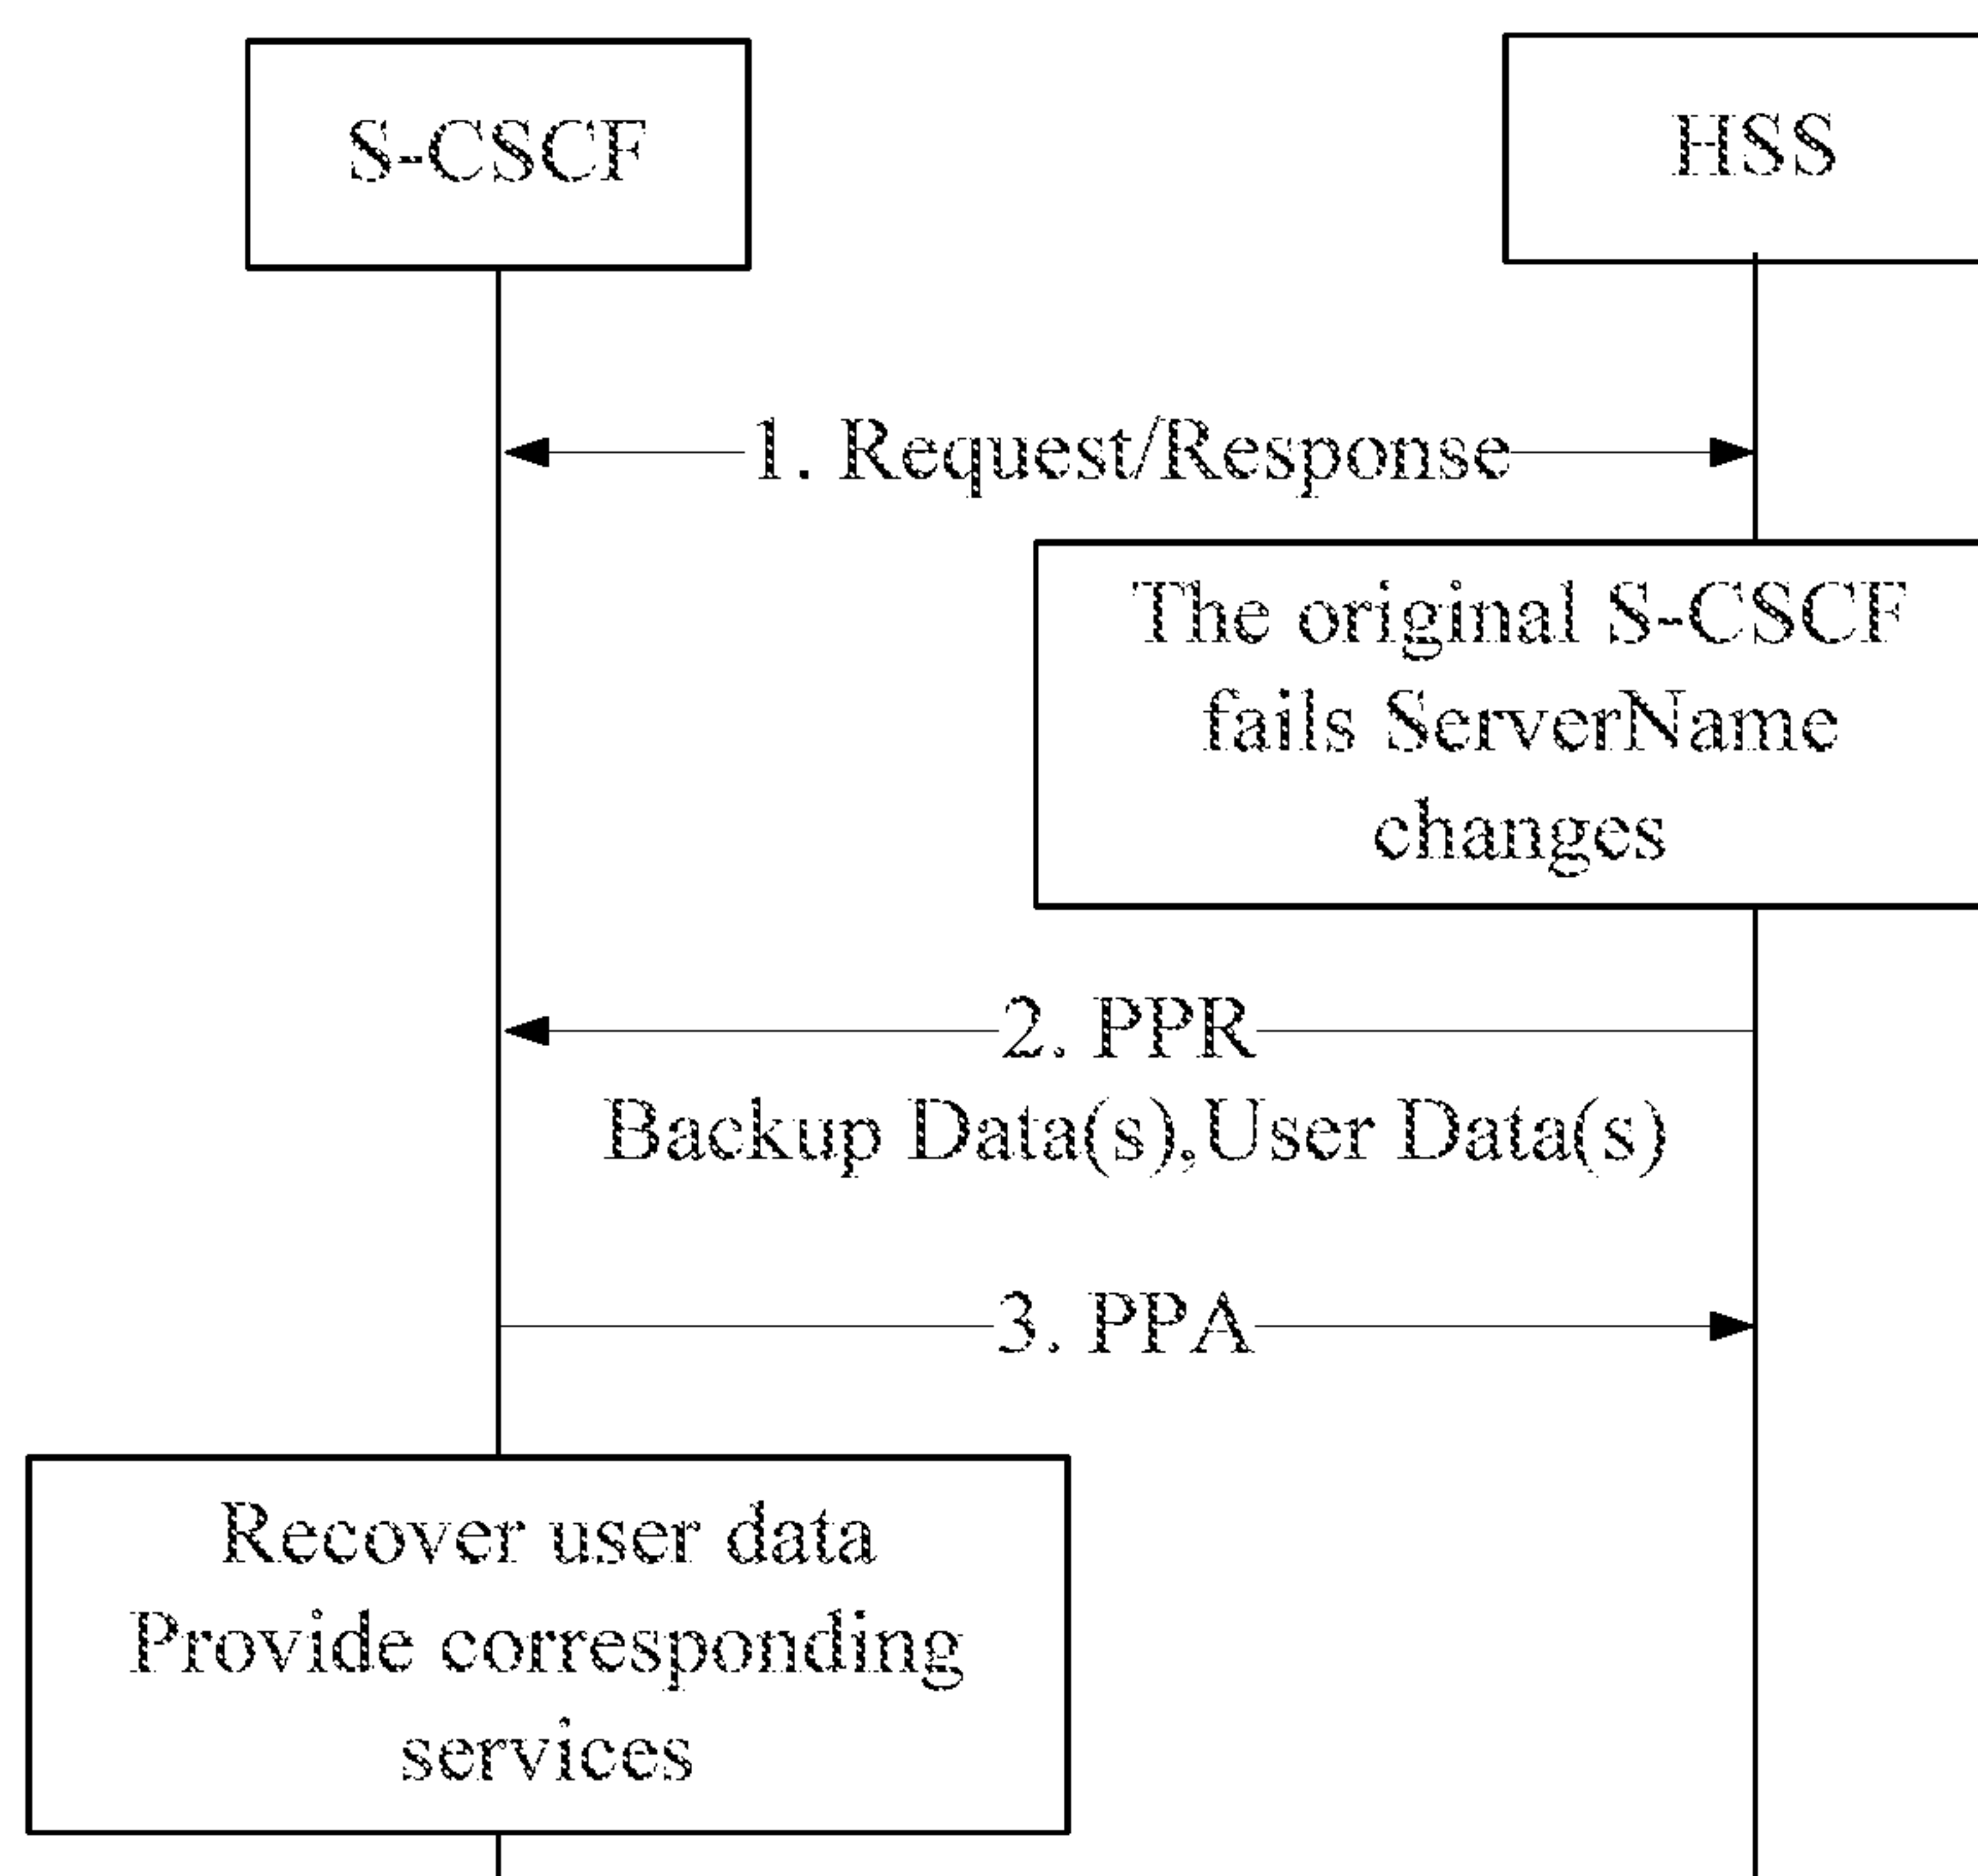 S-CSCF
HSS
1. Request/Response
The original S-CSCF
fails ServerName
changes
2. PPR
Backup Data(s),User Data(s)
3. PPA
Recover user data
Provide corresponding
services